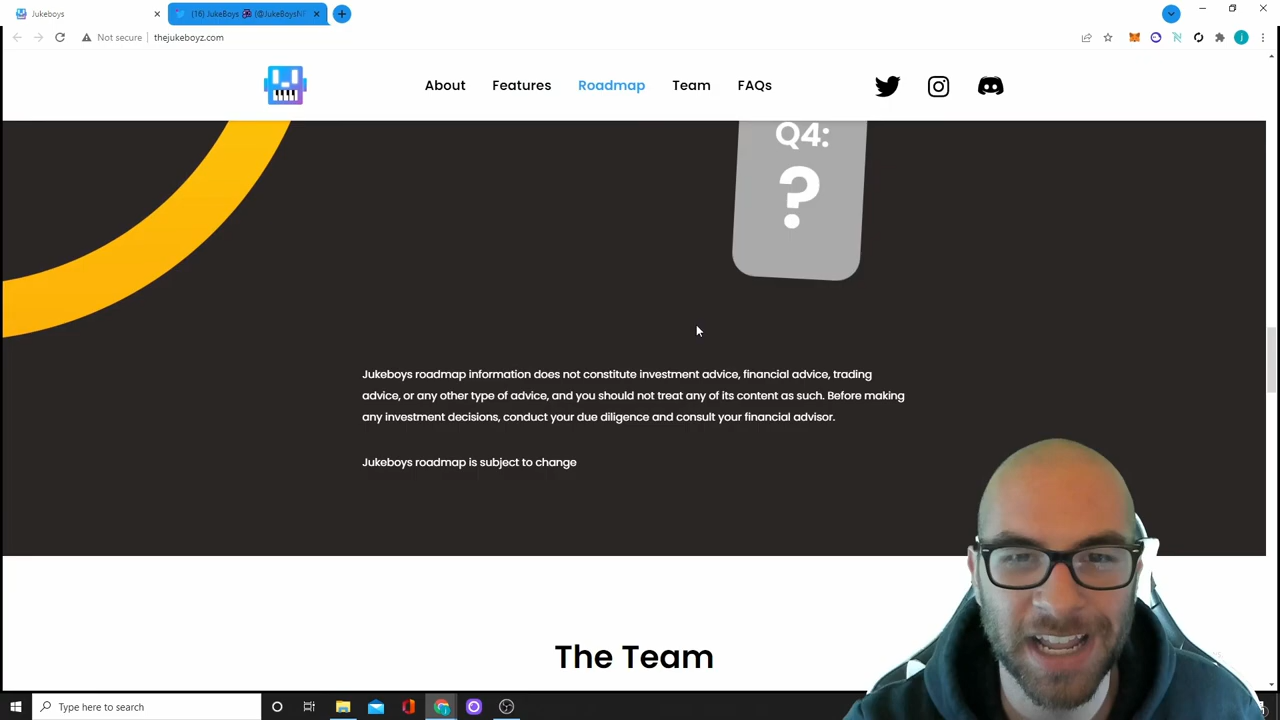 Jukeboys
[16] JukeBoys
Not secure
thejukeboyz.com
About
Features
Roadmap
Team
FAQs
Q4:
?
Jukeboys roadmap information does not constitute investment advice, financial advice, trading
advice, or any other type of advice, and you should not treat any of its content as such. Before making
any investment decisions, conduct your due diligence and consult your financial advisor.
Jukeboys roadmap is subject to change
The Team
Type here to search